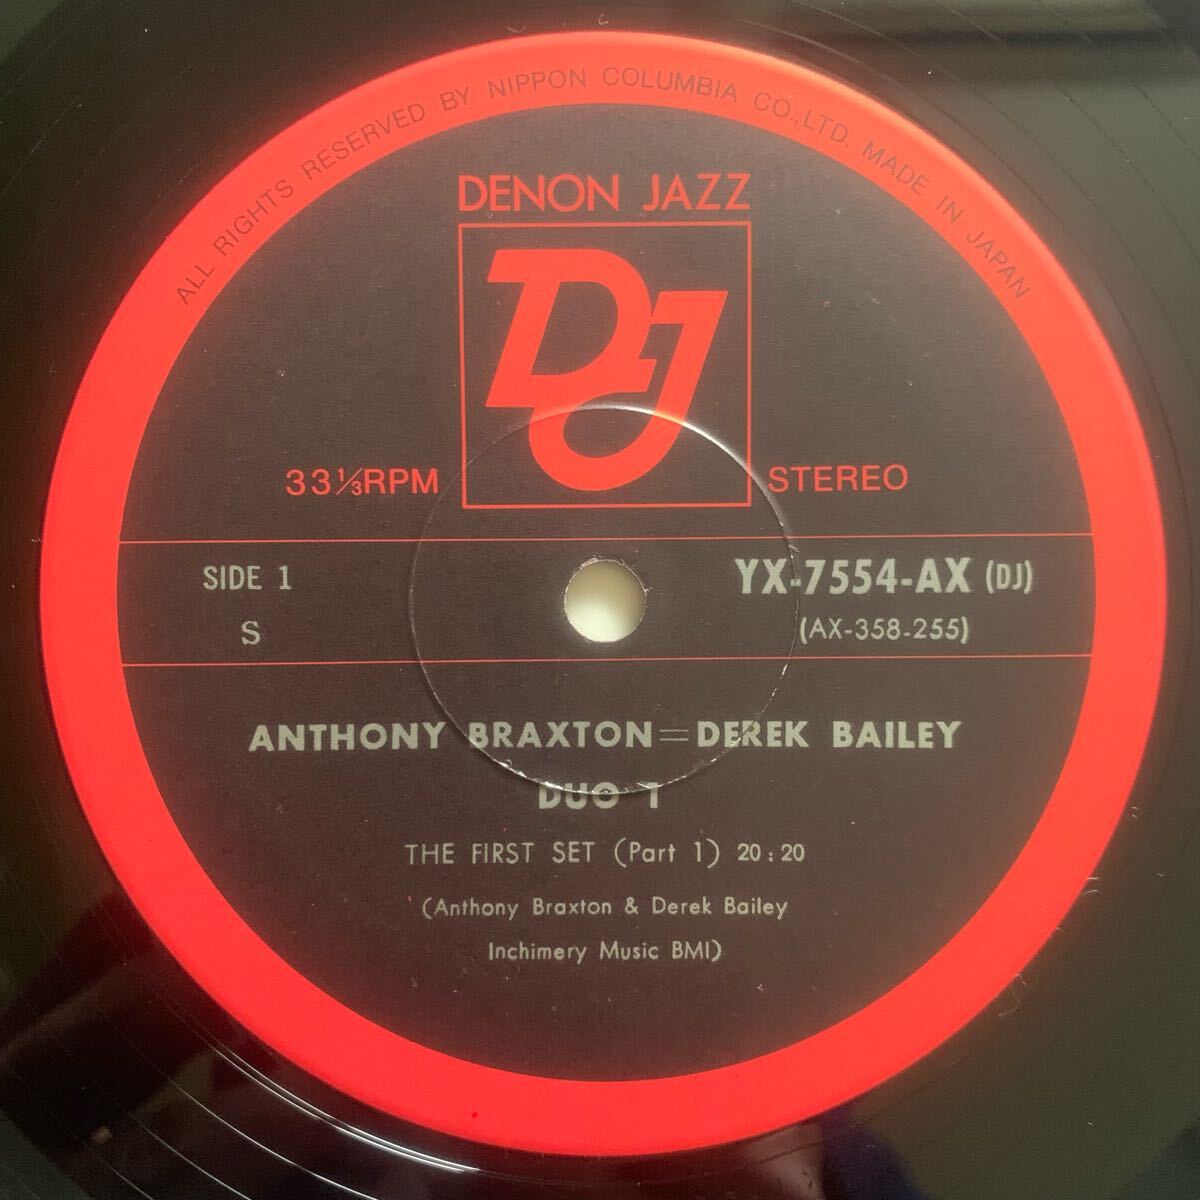 ALL RIGHTS RESERVED BY NIPPON COLUMBIA CO.,LTD. MADE IN JAPAN
DENON JAZZ
DJ
33⅓RPM
STEREO
SIDE 1
S
YX-7554-AX (DJ)
(AX-358-255)
ANTHONY BRAXTON=DEREK BAILEY
DUO 1
THE FIRST SET (Part 1) 20:20
(Anthony Braxton & Derek Bailey
Inchimery Music BMI)